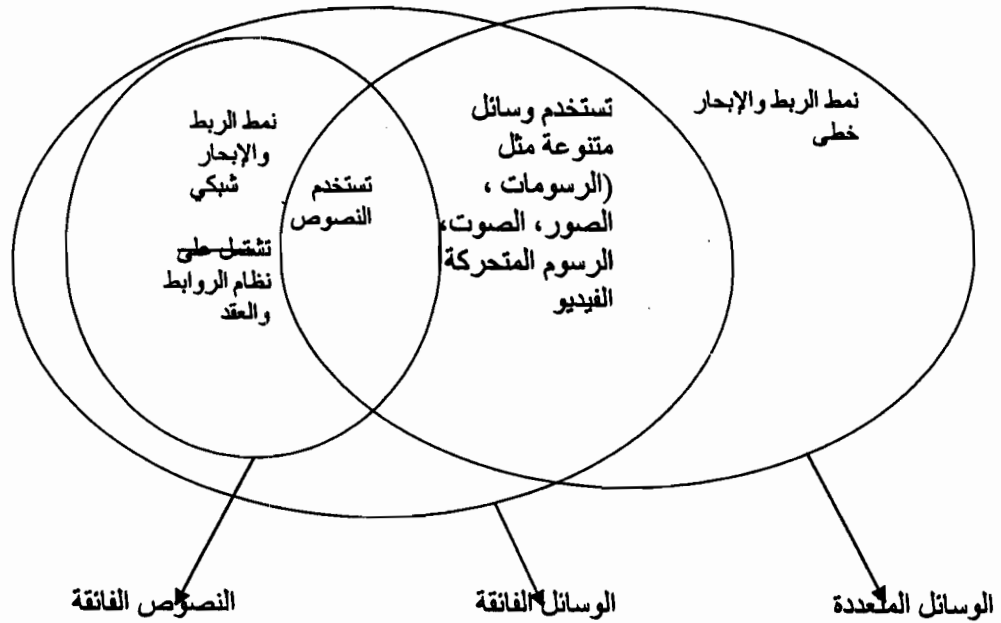 نمط الربط والإبحار
خطى
تستخدم وسائل
متنوعة مثل
(الرسومات ،
الصور، الصوت،
الرسوم المتحركة
الفيديو
تستخدم
النصوص
نمط الربط
والإبحار
شبكي
تشتمل على
نظام الروابط
والعقد
الوسائل المتعددة
الوسائل الفائقة
النصوص الفائقة